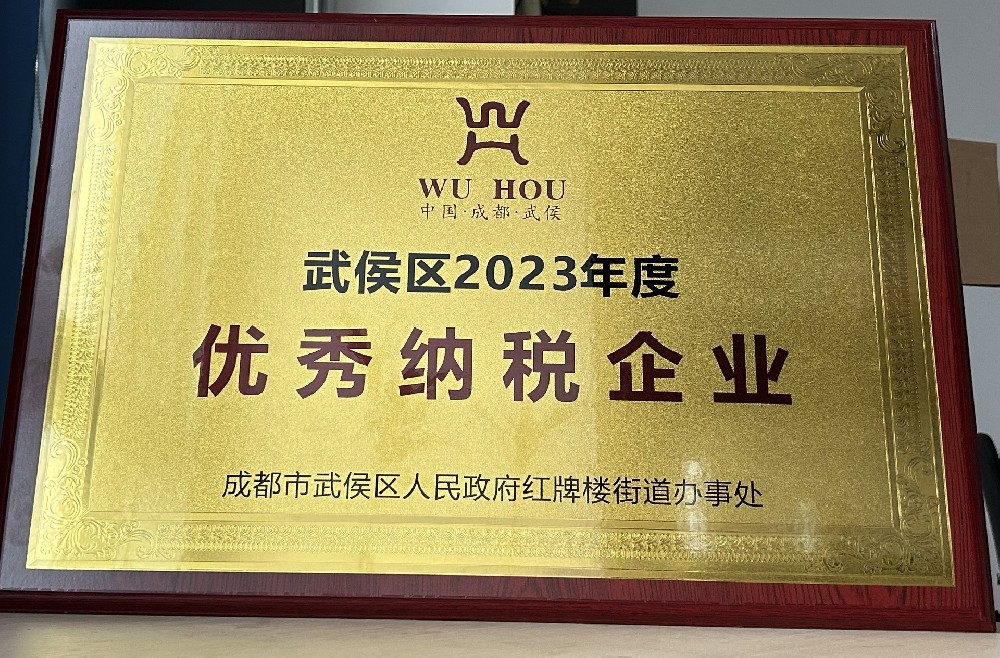 WU HOU
中国·成都·武侯
武侯区2023年度
优秀纳税企业
成都市武侯区人民政府红牌楼街道办事处